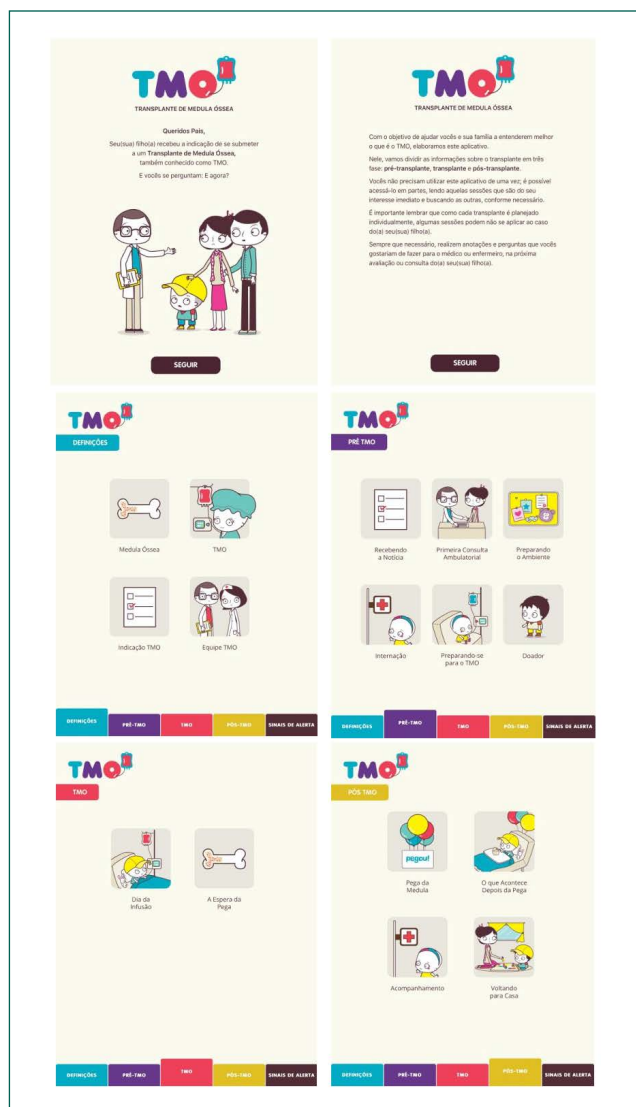 TMO
TRANSPLANTE DE MEDULA ÓSSEA
Queridos Pais,
Seu(sua) filho(a) recebeu a indicação de se submeter
a um Transplante de Medula Óssea,
também conhecido como TMO.
E vocês se perguntam: E agora?
SEGUIR
TMO
TRANSPLANTE DE MEDULA ÓSSEA
Com o objetivo de ajudar vocês e sua família a entenderem melhor
o que é o TMO, elaboramos este aplicativo.
Nele, vamos dividir as informações sobre o transplante em três
fase: pré-transplante, transplante e pós-transplante.
Vocês não precisam utilizar este aplicativo de uma vez; é possível
acessá-lo em partes, lendo aquelas sessões que são do seu
interesse imediato e buscando as outras, conforme necessário.
É importante lembrar que como cada transplante é planejado
individualmente, algumas sessões podem não se aplicar ao caso
do(a) seu(sua) filho(a).
Sempre que necessário, realizem anotações e perguntas que vocês
gostariam de fazer para o médico ou enfermeiro, na próxima
avaliação ou consulta do(a) seu(sua) filho(a).
SEGUIR
TMO
DEFINIÇÕES
Medula Óssea
TMO
Indicação TMO
Equipe TMO
DEFINIÇÕES
PRÉ-TMO
TMO
PÓS-TMO
SINAIS DE ALERTA
TMO
PRÉ TMO
Recebendo
a Notícia
Primeira Consulta
Ambulatorial
Preparando
o Ambiente
Internação
Preparando-se
para o TMO
Doador
DEFINIÇÕES
PRÉ-TMO
TMO
PÓS-TMO
SINAIS DE ALERTA
TMO
TMO
Dia da
Infusão
A Espera da
Pega
DEFINIÇÕES
PRÉ-TMO
TMO
PÓS-TMO
SINAIS DE ALERTA
TMO
PÓS TMO
pegou!
Pega da
Medula
O que Acontece
Depois da Pega
Acompanhamento
Voltando
para Casa
DEFINIÇÕES
PRÉ-TMO
TMO
PÓS-TMO
SINAIS DE ALERTA